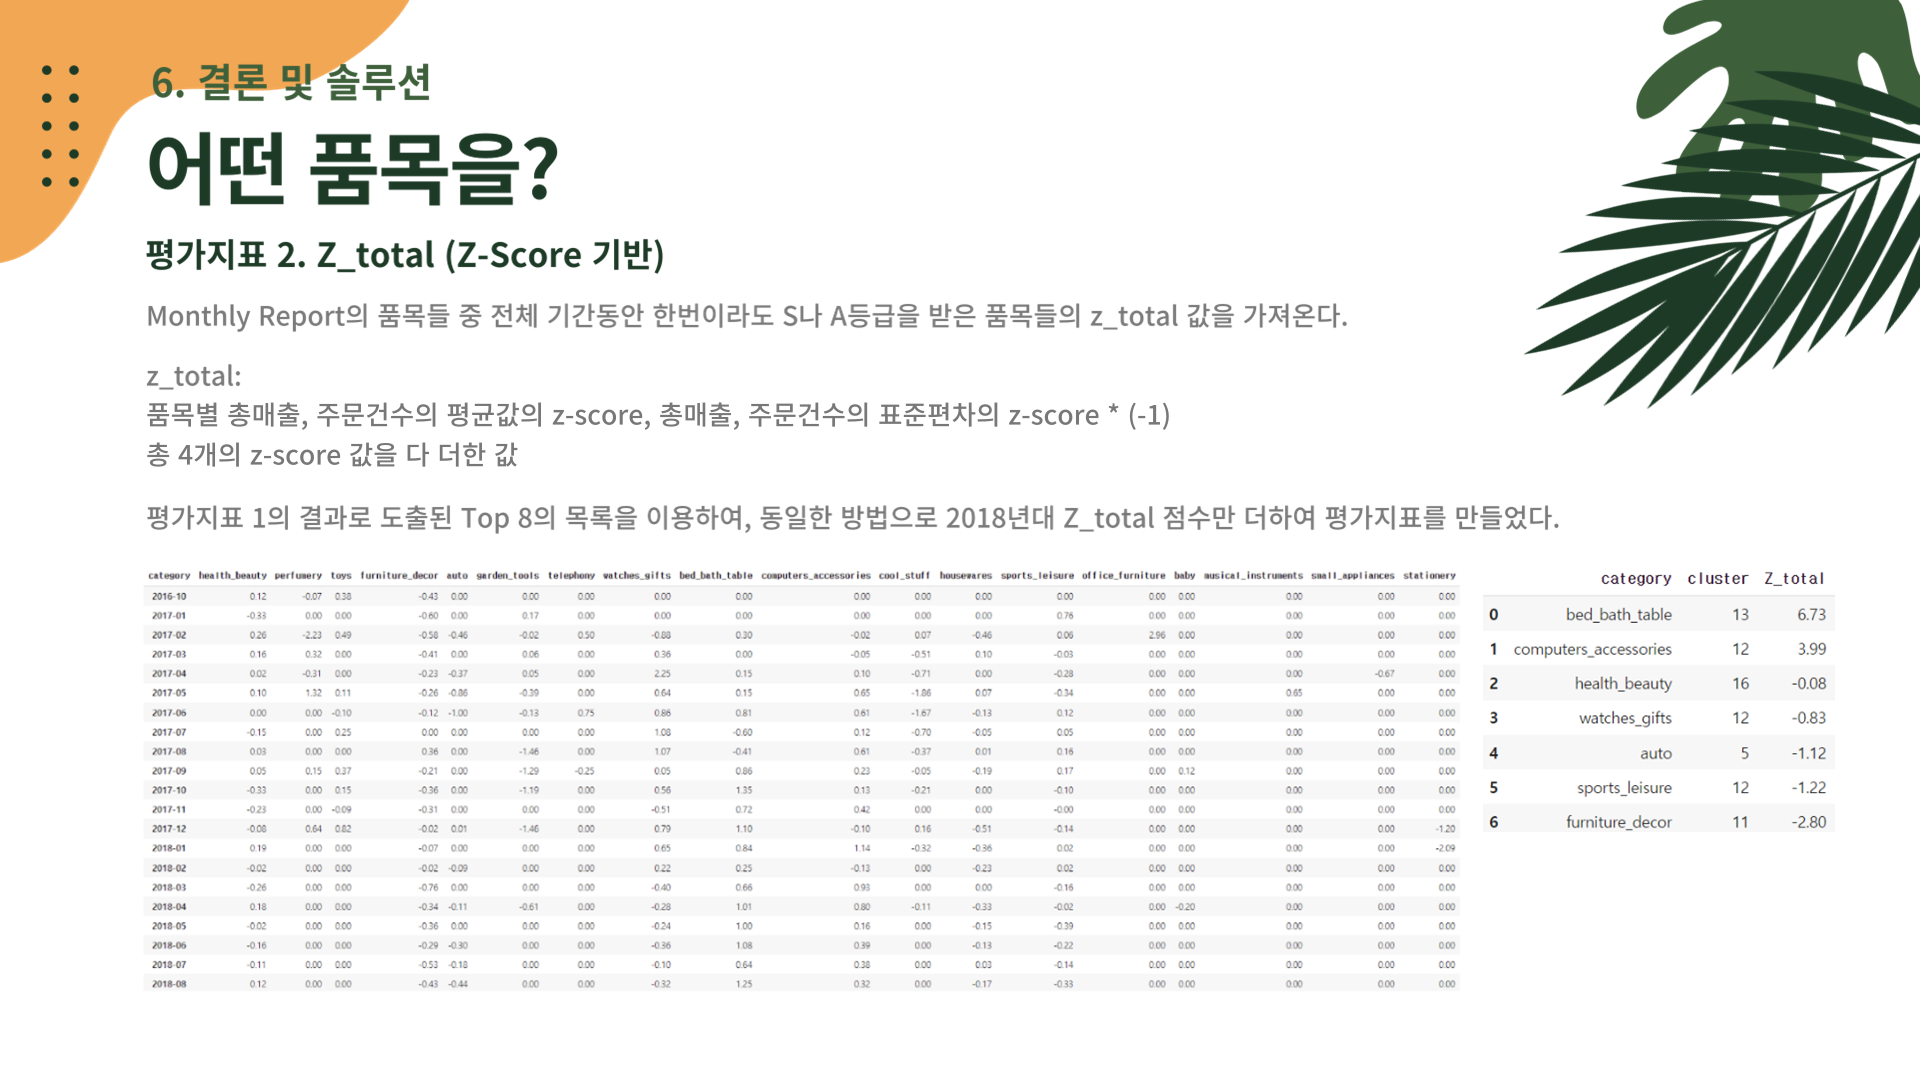 6. 결론 및 솔루션
어떤 품목을?
평가지표 2. Z_total (Z-Score 기반)
Monthly Report의 품목들 중 전체 기간동안 한번이라도 S나 A등급을 받은 품목들의 z_total 값을 가져온다.
z_total:
품목별 총매출, 주문건수의 평균값의 z-score, 총매출, 주문건수의 표준편차의 z-score * (-1)
총 4개의 z-score 값을 다 더한 값
평가지표 1의 결과로 도출된 Top 8의 목록을 이용하여, 동일한 방법으로 2018년대 Z_total 점수만 더하여 평가지표를 만들었다.
category health_beauty perfumery toys furniture_decor auto garden_tools telephony watches_gifts bed_bath_table computers_accessories cool_stuff housewares sports_leisure office_furniture baby musical_instruments small_appliances stationery
2016-10 0.12 -0.07 0.38 -0.43 0.00 0.00 0.00 0.00 0.00 0.00 0.00 0.00 0.00 0.00 0.00 0.00 0.00 0.00
2017-01 -0.33 0.00 0.00 -0.60 0.00 0.17 0.00 0.00 0.00 0.00 0.00 0.00 0.76 0.00 0.00 0.00 0.00 0.00
2017-02 0.26 -2.23 0.49 -0.58 -0.46 -0.02 0.50 -0.88 0.30 -0.02 0.07 -0.46 0.06 2.96 0.00 0.00 0.00 0.00
2017-03 0.16 0.32 0.00 -0.41 0.00 0.06 0.00 0.36 0.00 -0.05 -0.51 0.10 -0.03 0.00 0.00 0.00 0.00 0.00
2017-04 0.02 -0.31 0.00 -0.23 -0.37 0.05 0.00 2.25 0.15 0.10 -0.71 0.00 -0.28 0.00 0.00 0.00 -0.67 0.00
2017-05 0.10 1.32 0.11 -0.26 -0.86 -0.39 0.00 0.64 0.15 0.65 -1.86 0.07 -0.34 0.00 0.00 0.65 0.00 0.00
2017-06 0.00 0.00 -0.10 -0.12 -1.00 -0.13 0.75 0.86 0.81 0.61 -1.67 -0.13 0.12 0.00 0.00 0.00 0.00 0.00
2017-07 -0.15 0.00 0.25 0.00 0.00 0.00 0.00 1.08 -0.60 0.12 -0.70 -0.05 0.05 0.00 0.00 0.00 0.00 0.00
2017-08 0.03 0.00 0.00 0.36 0.00 -1.46 0.00 1.07 -0.41 0.61 -0.37 0.01 0.16 0.00 0.00 0.00 0.00 0.00
2017-09 0.05 0.15 0.37 -0.21 0.00 -1.29 -0.25 0.05 0.86 0.23 -0.05 -0.19 0.17 0.00 0.12 0.00 0.00 0.00
2017-10 -0.33 0.00 0.15 -0.36 0.00 -1.19 0.00 0.56 1.35 0.13 -0.21 0.00 -0.10 0.00 0.00 0.00 0.00 0.00
2017-11 -0.23 0.00 -0.09 -0.31 0.00 0.00 0.00 -0.51 0.72 0.42 0.00 0.00 -0.00 0.00 0.00 0.00 0.00 0.00
2017-12 -0.08 0.64 0.82 -0.02 0.01 -1.46 0.00 0.79 1.10 -0.10 0.16 -0.51 -0.14 0.00 0.00 0.00 0.00 -1.20
2018-01 0.19 0.00 0.00 -0.07 0.00 0.00 0.00 0.65 0.84 1.14 -0.32 -0.36 0.02 0.00 0.00 0.00 0.00 -2.09
2018-02 -0.02 0.00 0.00 -0.02 -0.09 0.00 0.00 0.22 0.25 -0.13 0.00 -0.23 0.02 0.00 0.00 0.00 0.00 0.00
2018-03 -0.26 0.00 0.00 -0.76 0.00 0.00 0.00 -0.40 0.66 0.93 0.00 0.00 -0.16 0.00 0.00 0.00 0.00 0.00
2018-04 0.18 0.00 0.00 -0.34 -0.11 -0.61 0.00 -0.28 1.01 0.80 -0.11 -0.33 -0.02 0.00 -0.20 0.00 0.00 0.00
2018-05 -0.02 0.00 0.00 -0.36 0.00 0.00 0.00 -0.24 1.00 0.16 0.00 -0.15 -0.39 0.00 0.00 0.00 0.00 0.00
2018-06 -0.16 0.00 0.00 -0.29 -0.30 0.00 0.00 -0.36 1.08 0.39 0.00 -0.13 -0.22 0.00 0.00 0.00 0.00 0.00
2018-07 -0.11 0.00 0.00 -0.53 -0.18 0.00 0.00 -0.10 0.64 0.38 0.00 0.03 -0.14 0.00 0.00 0.00 0.00 0.00
2018-08 0.12 0.00 0.00 -0.43 -0.44 0.00 0.00 -0.32 1.25 0.32 0.00 -0.17 -0.33 0.00 0.00 0.00 0.00 0.00
category cluster Z_total
0 bed_bath_table 13 6.73
1 computers_accessories 12 3.99
2 health_beauty 16 -0.08
3 watches_gifts 12 -0.83
4 auto 5 -1.12
5 sports_leisure 12 -1.22
6 furniture_decor 11 -2.80